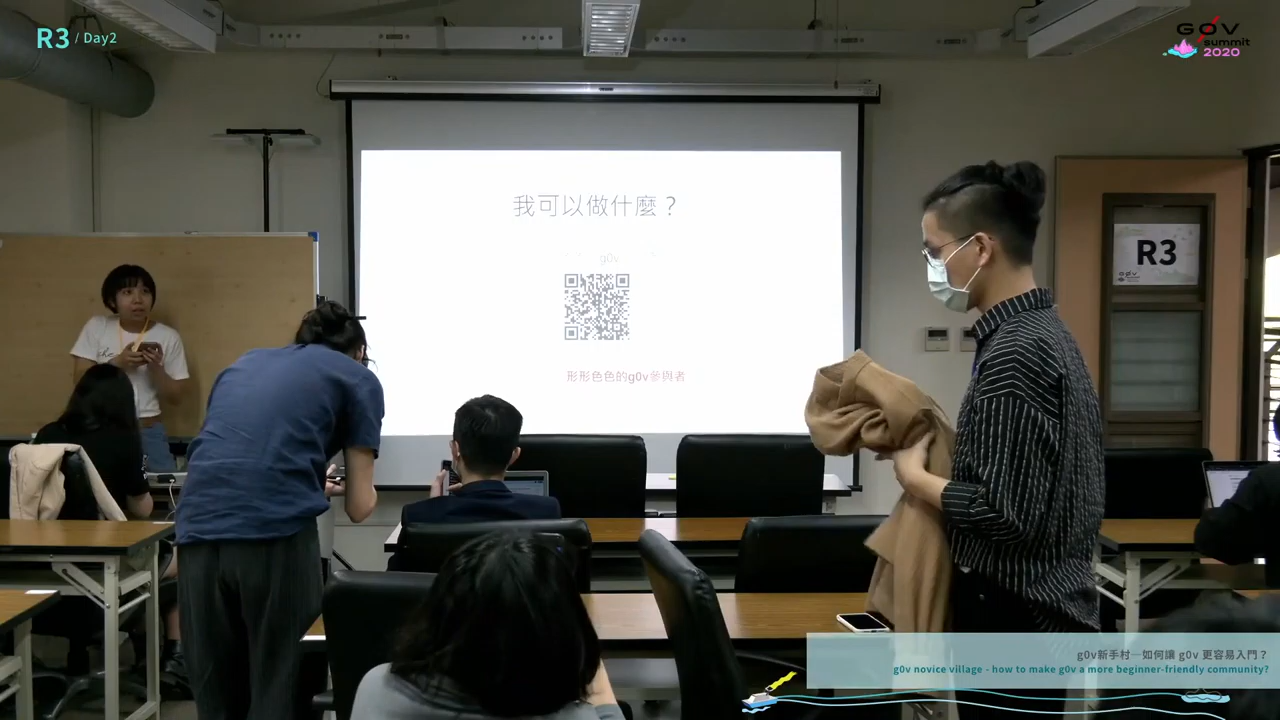 R3 / Day2
g0v
summit
2020
我可以做什麼？
g0v
形形色色的g0v參與者
R3
g0v
g0v新手村—如何讓 g0v 更容易入門？
g0v novice village - how to make g0v a more beginner-friendly community?